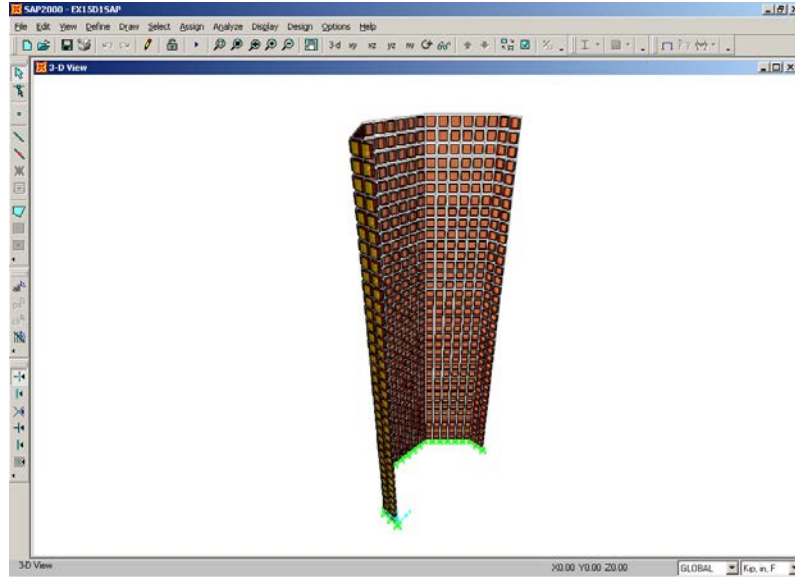 SAP2000 - EX15D1SAP
File Edit View Define Draw Select Assign Analyze Display Design Options Help
3-d xy xz yz nv
3-D View
3-D View X0.00 Y0.00 Z0.00 GLOBAL Kip, in, F